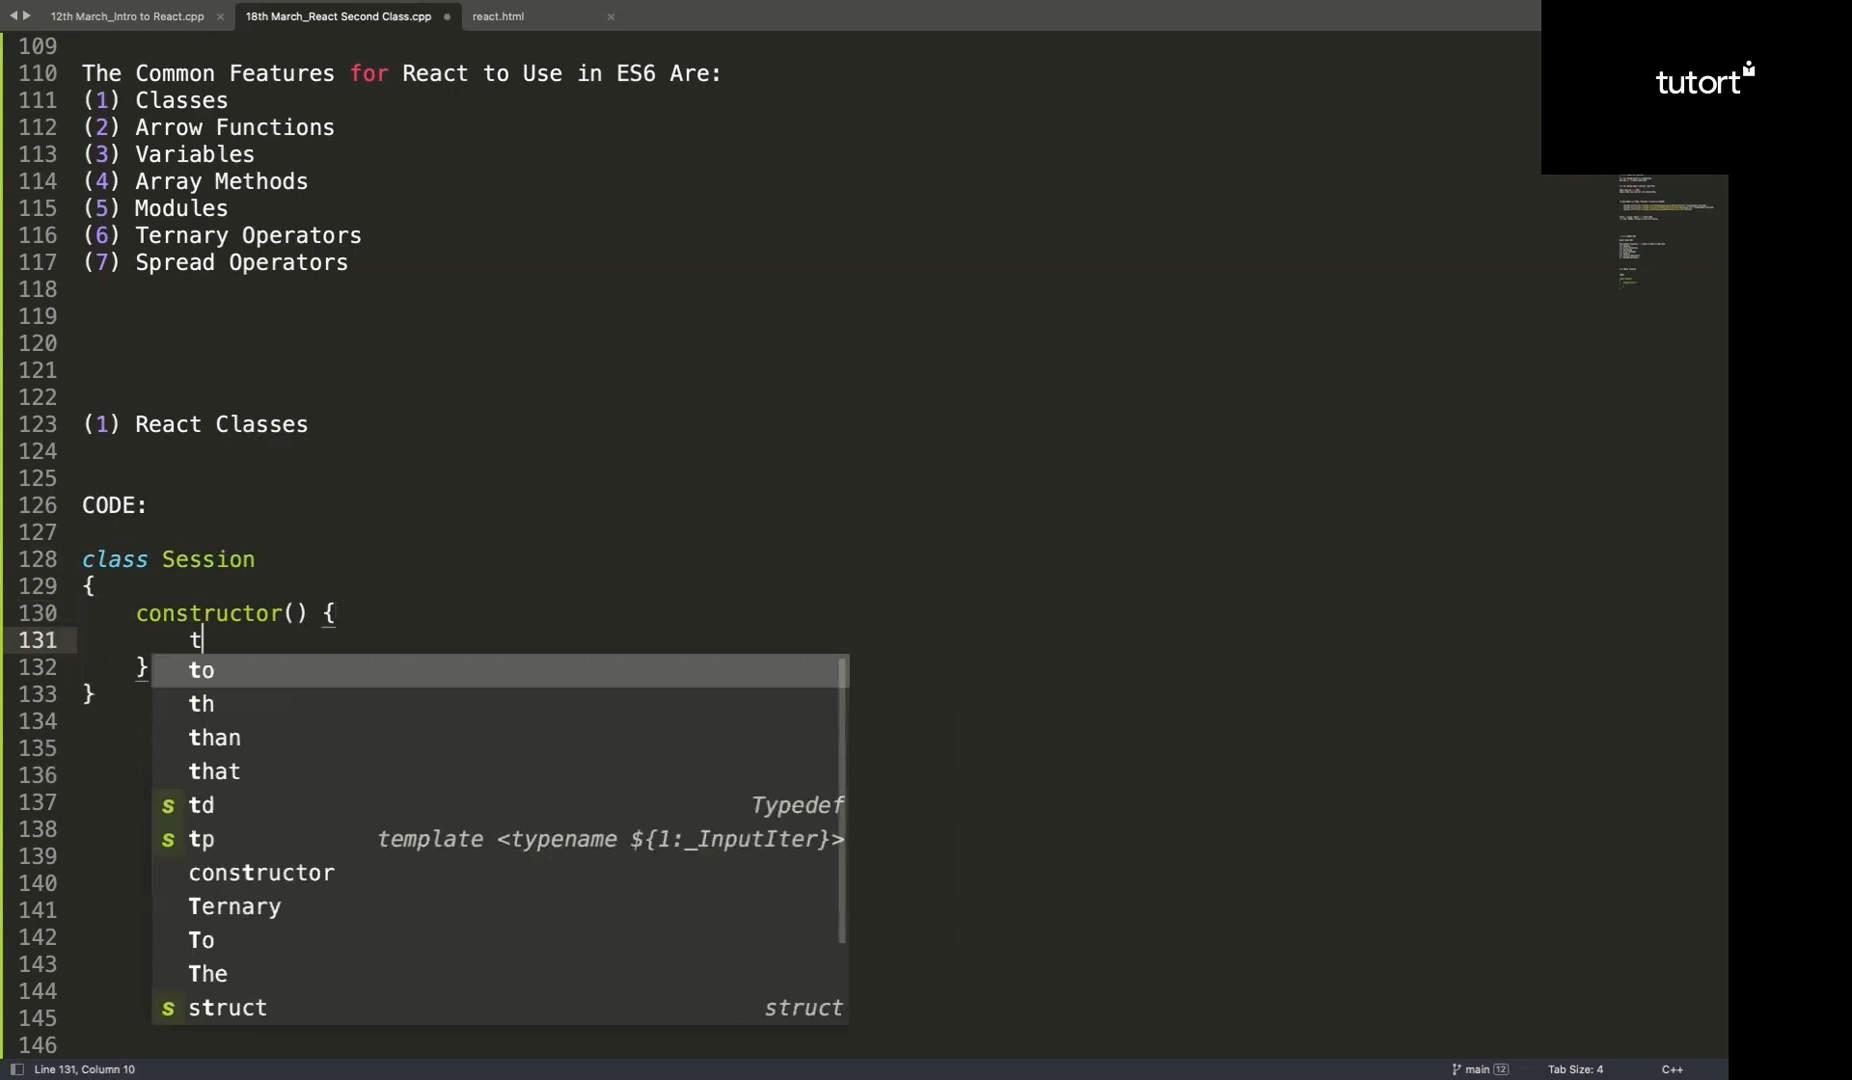 12th March_Intro to React.cpp
18th March_React Second Class.cpp
react.html
tutort
109
110 The Common Features for React to Use in ES6 Are:
111 (1) Classes
112 (2) Arrow Functions
113 (3) Variables
114 (4) Array Methods
115 (5) Modules
116 (6) Ternary Operators
117 (7) Spread Operators
118
119
120
121
122
123 (1) React Classes
124
125
126 CODE:
127
128 class Session
129 {
130 constructor() {
131 t
132 }
to
133 }
th
134
than
135
that
136
137 s td Typedef
138 s tp template <typename ${1:_InputIter}>
139
constructor
140
Ternary
141
To
142
The
143
144 s struct struct
145
146
Line 131, Column 10
main 12
Tab Size: 4
C++